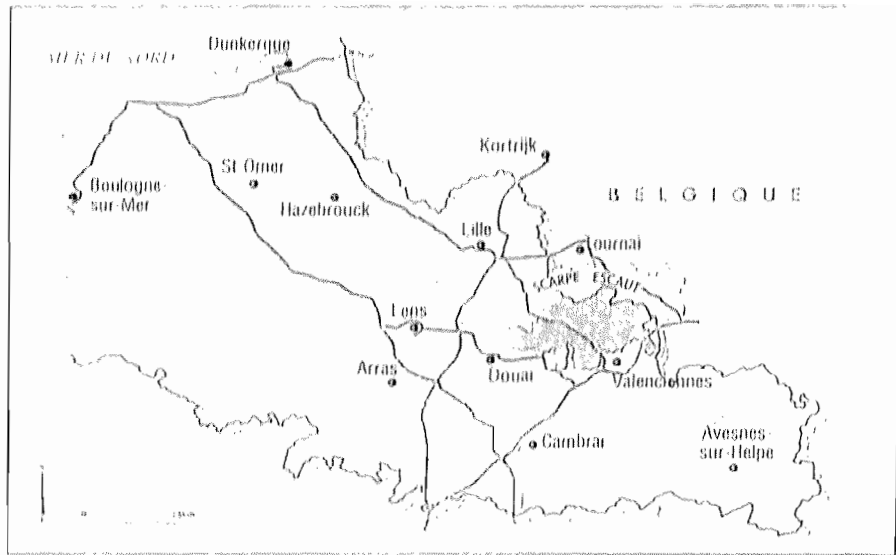 Dunkerque
MER DU NORD
Kortrijk
St Omer
Boulogne-
sur-Mer
Hazebrouck
BELGIQUE
Lille
Tournai
SCARPE ESCAUT
Lens
Arras
Douai
Valenciennes
Cambrai
Avesnes-
sur-Helpe